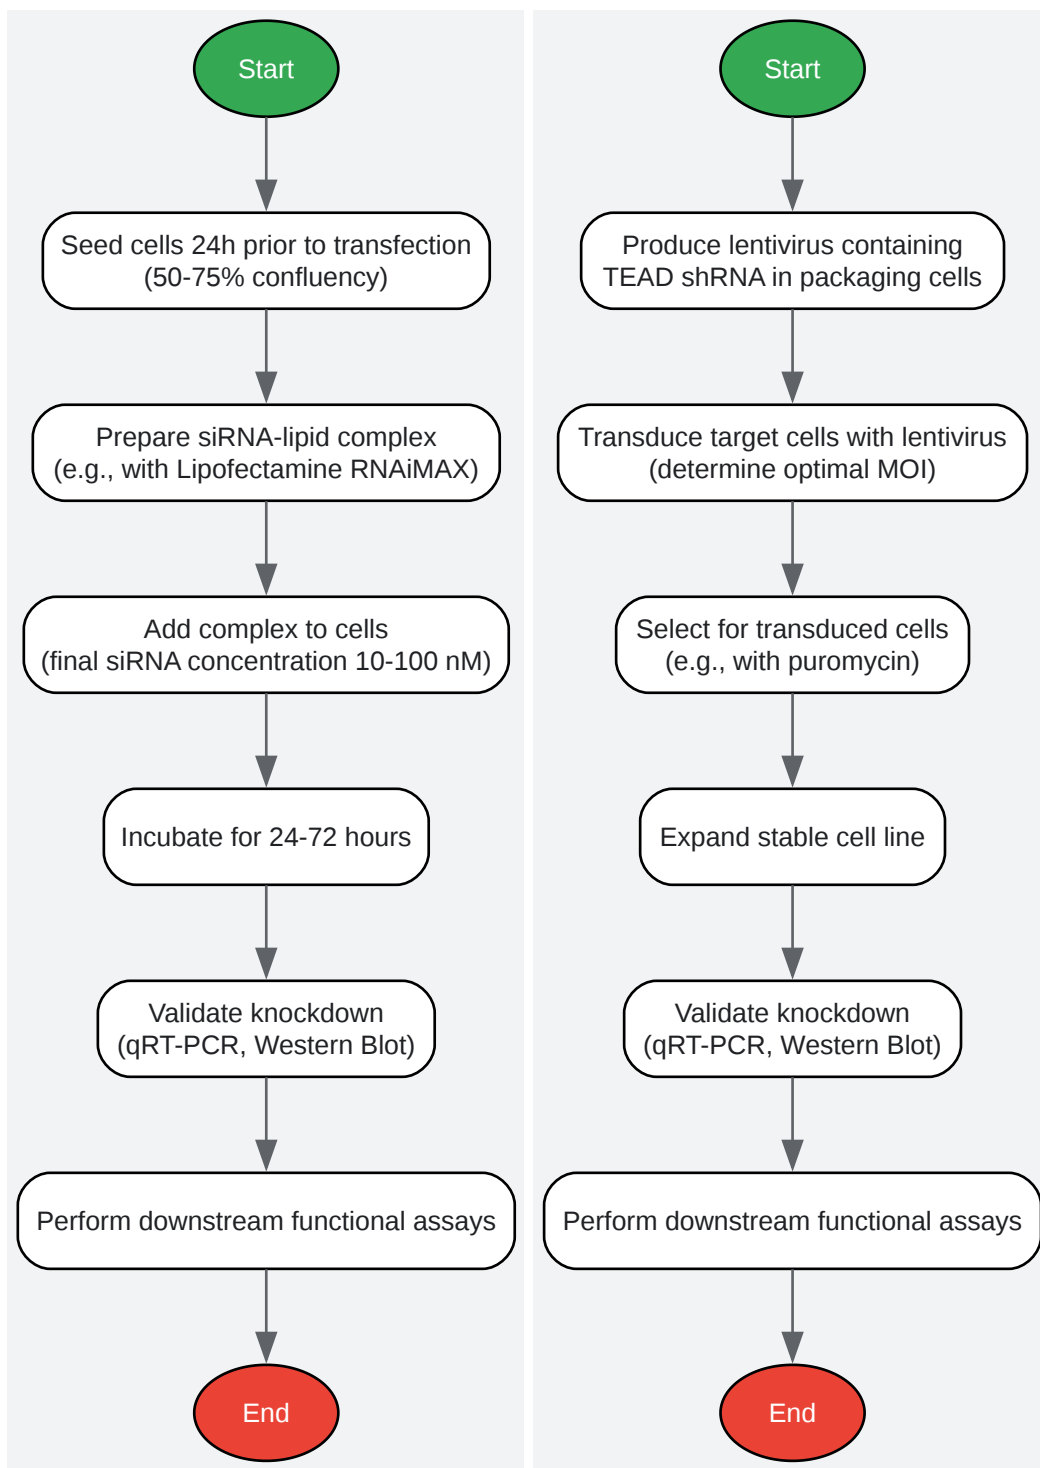 Start
Seed cells 24h prior to transfection
(50-75% confluency)
Prepare siRNA-lipid complex
(e.g., with Lipofectamine RNAiMAX)
Add complex to cells
(final siRNA concentration 10-100 nM)
Incubate for 24-72 hours
Validate knockdown
(qRT-PCR, Western Blot)
Perform downstream functional assays
End
Start
Produce lentivirus containing
TEAD shRNA in packaging cells
Transduce target cells with lentivirus
(determine optimal MOI)
Select for transduced cells
(e.g., with puromycin)
Expand stable cell line
Validate knockdown
(qRT-PCR, Western Blot)
Perform downstream functional assays
End